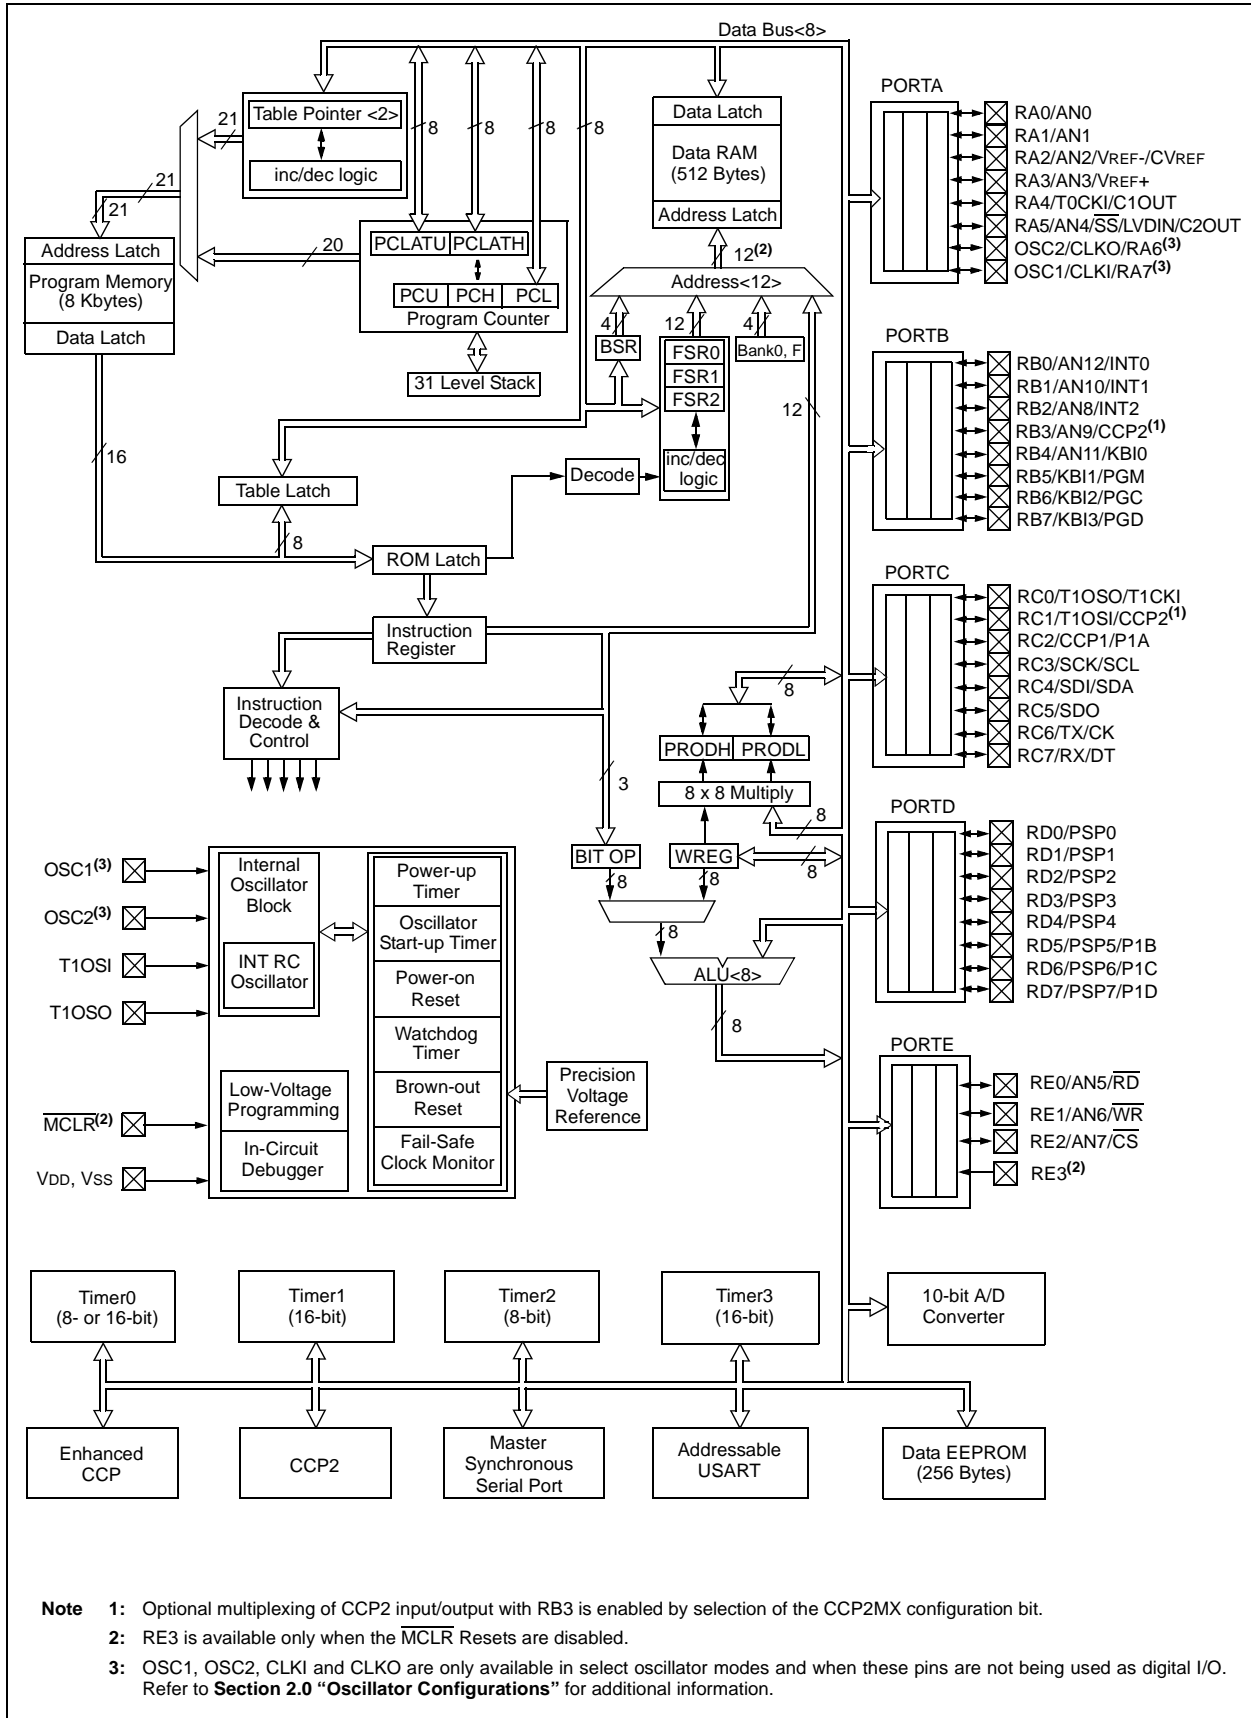 Data Bus<8>
Table Pointer <2>
inc/dec logic
21
8
8
8
8
Data Latch
Data RAM
(512 Bytes)
Address Latch
12(2)
Address<12>
21
21
20
Address Latch
Program Memory
(8 Kbytes)
Data Latch
PCLATU
PCLATH
PCU
PCH
PCL
Program Counter
31 Level Stack
4
12
4
BSR
FSR0
FSR1
FSR2
inc/dec
logic
Bank0, F
12
16
Table Latch
8
Decode
ROM Latch
Instruction
Register
Instruction
Decode &
Control
8
PRODH
PRODL
8 x 8 Multiply
3
8
BIT OP
WREG
8
8
8
8
ALU<8>
8
PORTA
RA0/AN0
RA1/AN1
RA2/AN2/VREF-/CVREF
RA3/AN3/VREF+
RA4/T0CKI/C1OUT
RA5/AN4/SS/LVDIN/C2OUT
OSC2/CLKO/RA6(3)
OSC1/CLKI/RA7(3)
PORTB
RB0/AN12/INT0
RB1/AN10/INT1
RB2/AN8/INT2
RB3/AN9/CCP2(1)
RB4/AN11/KBI0
RB5/KBI1/PGM
RB6/KBI2/PGC
RB7/KBI3/PGD
PORTC
RC0/T1OSO/T1CKI
RC1/T1OSI/CCP2(1)
RC2/CCP1/P1A
RC3/SCK/SCL
RC4/SDI/SDA
RC5/SDO
RC6/TX/CK
RC7/RX/DT
PORTD
RD0/PSP0
RD1/PSP1
RD2/PSP2
RD3/PSP3
RD4/PSP4
RD5/PSP5/P1B
RD6/PSP6/P1C
RD7/PSP7/P1D
PORTE
RE0/AN5/RD
RE1/AN6/WR
RE2/AN7/CS
RE3(2)
OSC1(3)
OSC2(3)
T1OSI
T1OSO
MCLR(2)
VDD, VSS
Internal
Oscillator
Block
INT RC
Oscillator
Low-Voltage
Programming
In-Circuit
Debugger
Power-up
Timer
Oscillator
Start-up Timer
Power-on
Reset
Watchdog
Timer
Brown-out
Reset
Fail-Safe
Clock Monitor
Precision
Voltage
Reference
Timer0
(8- or 16-bit)
Timer1
(16-bit)
Timer2
(8-bit)
Timer3
(16-bit)
10-bit A/D
Converter
Enhanced
CCP
CCP2
Master
Synchronous
Serial Port
Addressable
USART
Data EEPROM
(256 Bytes)
Note 1: Optional multiplexing of CCP2 input/output with RB3 is enabled by selection of the CCP2MX configuration bit.
2: RE3 is available only when the MCLR Resets are disabled.
3: OSC1, OSC2, CLKI and CLKO are only available in select oscillator modes and when these pins are not being used as digital I/O.
Refer to Section 2.0 “Oscillator Configurations” for additional information.